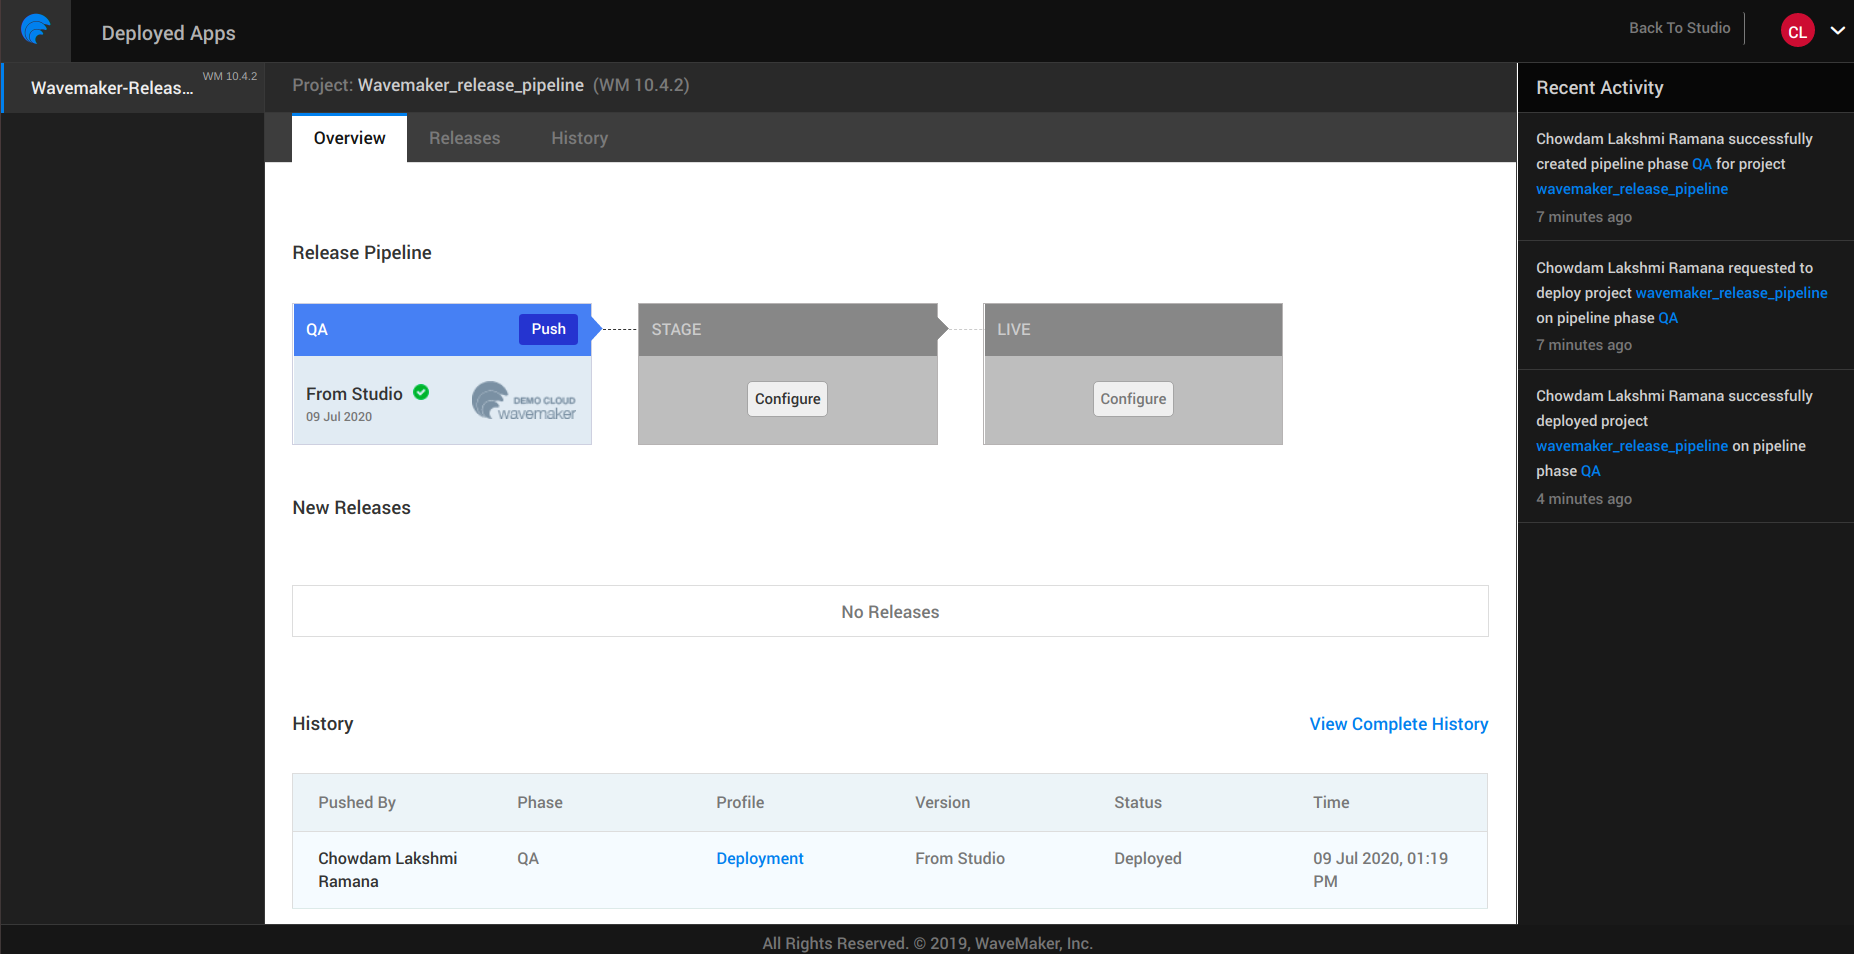 Deployed Apps
Back To Studio
CL
Wavemaker-Releas...
WM 10.4.2
Project: Wavemaker_release_pipeline (WM 10.4.2)
Overview
Releases
History
Release Pipeline
QA
Push
From Studio
09 Jul 2020
DEMO CLOUD
wavemaker
STAGE
Configure
LIVE
Configure
New Releases
No Releases
History
View Complete History
Pushed By
Phase
Profile
Version
Status
Time
Chowdam Lakshmi
Ramana
QA
Deployment
From Studio
Deployed
09 Jul 2020, 01:19
PM
Recent Activity
Chowdam Lakshmi Ramana successfully
created pipeline phase QA for project
wavemaker_release_pipeline
7 minutes ago
Chowdam Lakshmi Ramana requested to
deploy project wavemaker_release_pipeline
on pipeline phase QA
7 minutes ago
Chowdam Lakshmi Ramana successfully
deployed project
wavemaker_release_pipeline on pipeline
phase QA
4 minutes ago
All Rights Reserved. © 2019, WaveMaker, Inc.